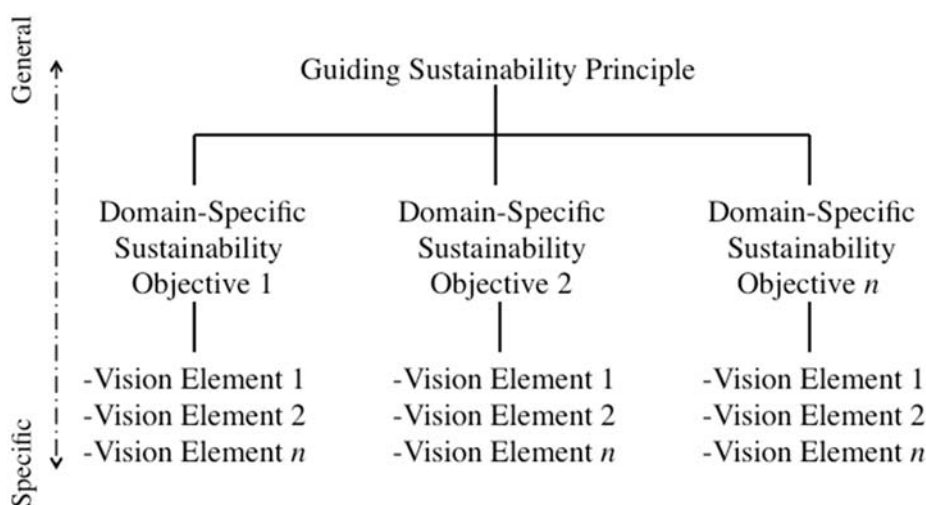 General
Guiding Sustainability Principle
Domain-Specific
Sustainability
Objective 1
Domain-Specific
Sustainability
Objective 2
Domain-Specific
Sustainability
Objective n
-Vision Element 1
-Vision Element 2
-Vision Element n
-Vision Element 1
-Vision Element 2
-Vision Element n
-Vision Element 1
-Vision Element 2
-Vision Element n
Specific